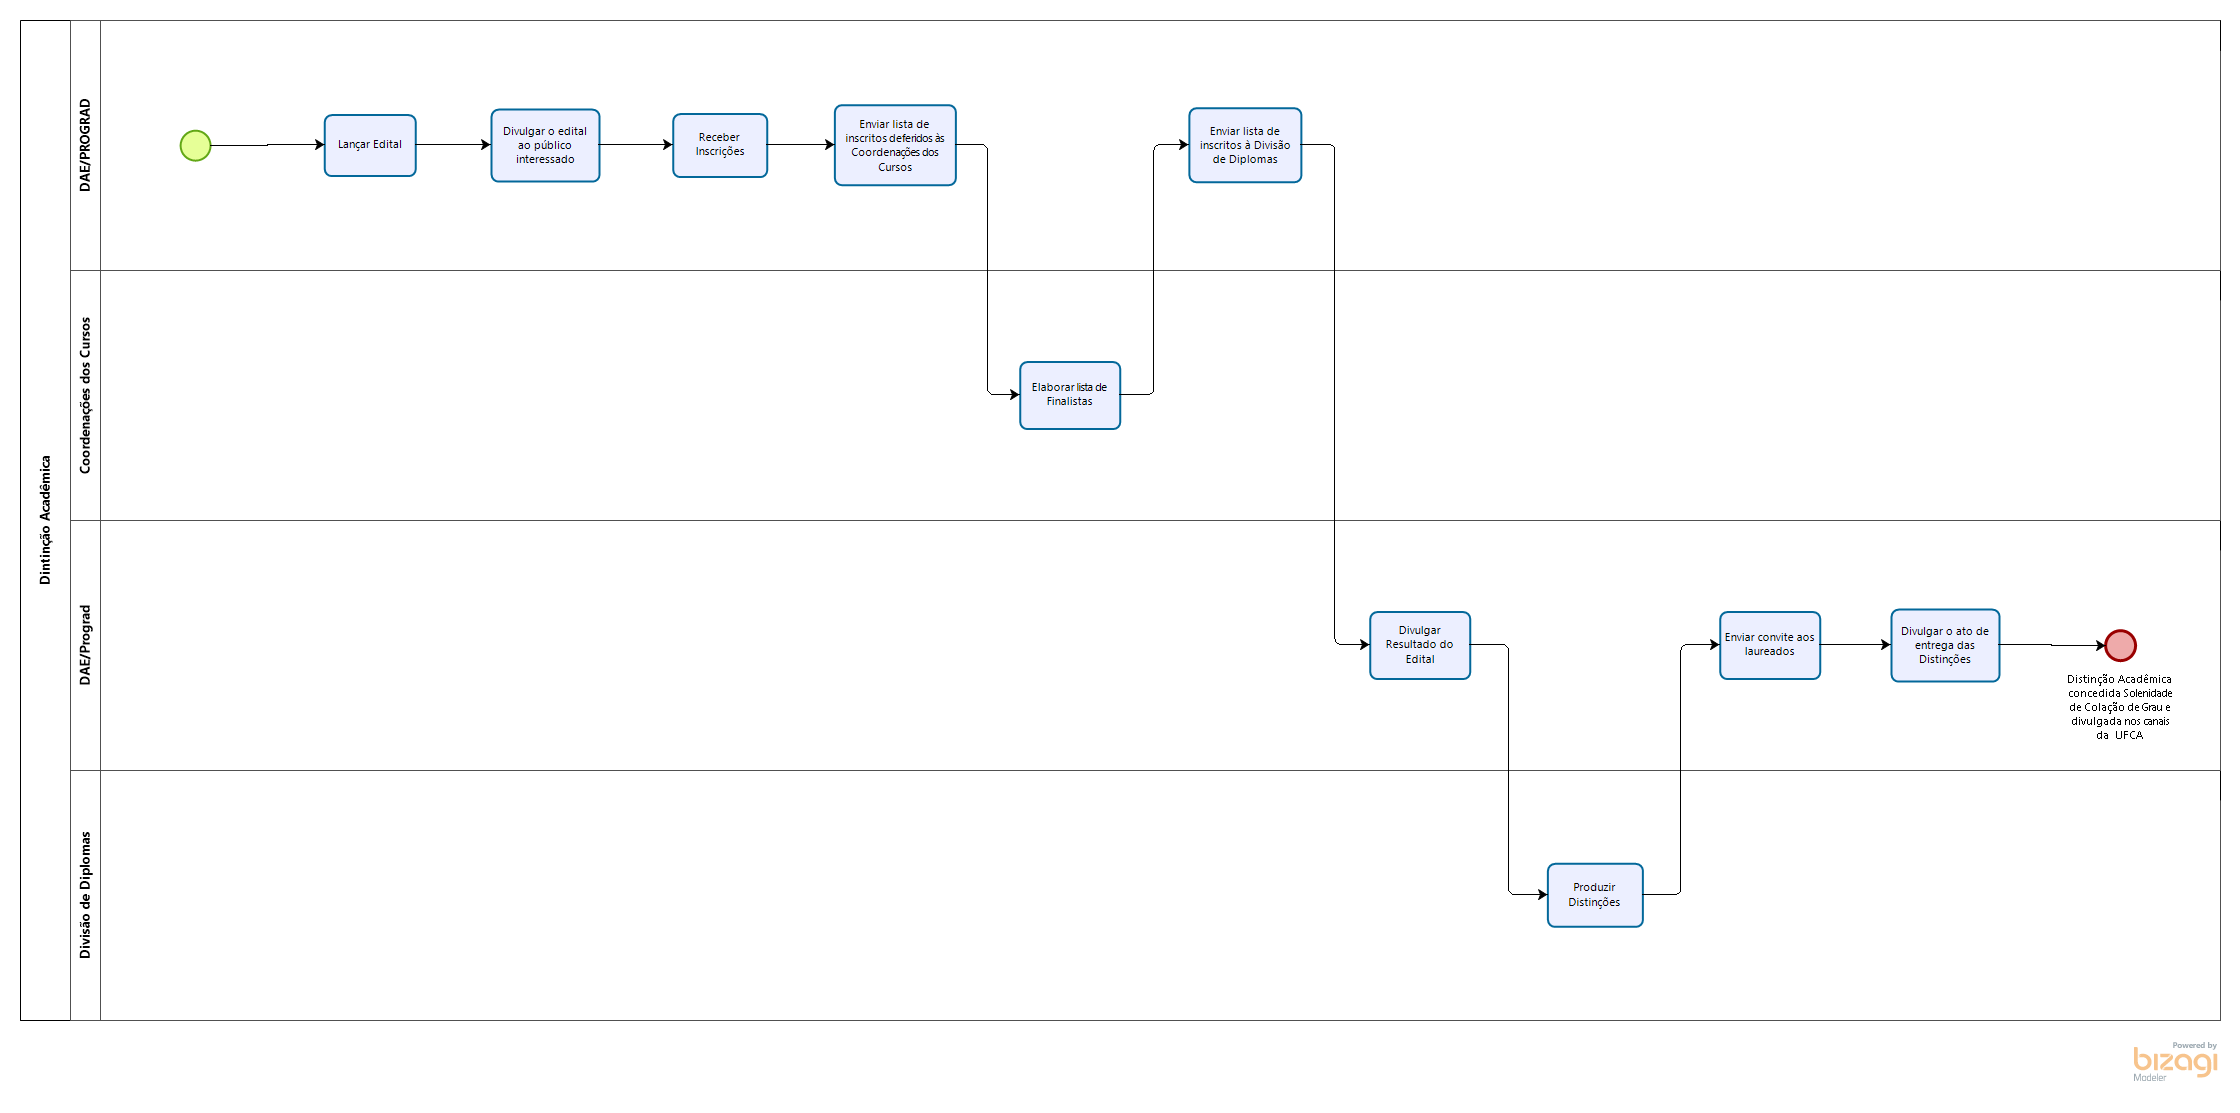 Dintinção Acadêmica
DAE/PROGRAD
Lançar Edital
Divulgar o edital
ao público
interessado
Receber
Inscrições
Enviar lista de
inscritos deferidos às
Coordenações dos
Cursos
Enviar lista de
inscritos à Divisão
de Diplomas
Coordenações dos Cursos
Elaborar lista de
Finalistas
DAE/Prograd
Divulgar
Resultado do
Edital
Enviar convite aos
laureados
Divulgar o ato de
entrega das
Distinções
Distinção Acadêmica
concedida Solenidade
de Colação de Grau e
divulgada nos canais
da UFCA
Divisão de Diplomas
Produzir
Distinções
Powered by
bizagi
Modeler